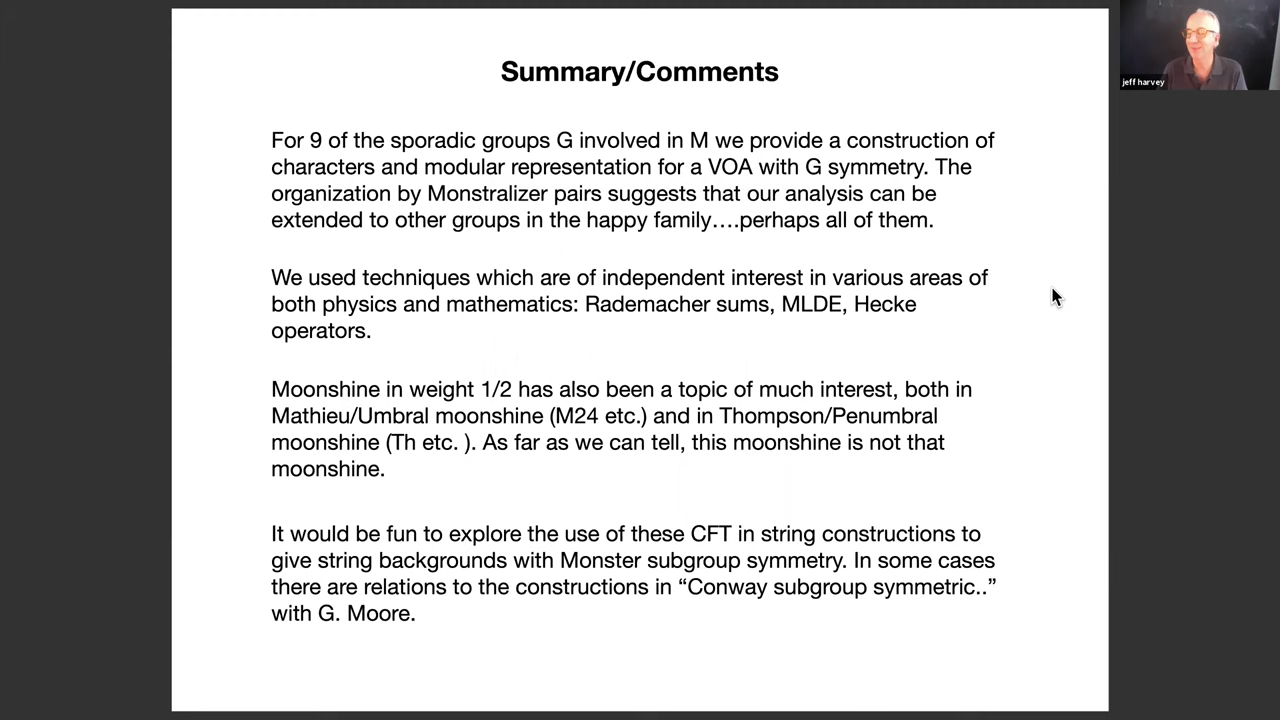 Summary/Comments
For 9 of the sporadic groups G involved in M we provide a construction of
characters and modular representation for a VOA with G symmetry. The
organization by Monstralizer pairs suggests that our analysis can be
extended to other groups in the happy family….perhaps all of them.
We used techniques which are of independent interest in various areas of
both physics and mathematics: Rademacher sums, MLDE, Hecke
operators.
Moonshine in weight 1/2 has also been a topic of much interest, both in
Mathieu/Umbral moonshine (M24 etc.) and in Thompson/Penumbral
moonshine (Th etc. ). As far as we can tell, this moonshine is not that
moonshine.
It would be fun to explore the use of these CFT in string constructions to
give string backgrounds with Monster subgroup symmetry. In some cases
there are relations to the constructions in “Conway subgroup symmetric..”
with G. Moore.
jeff harvey